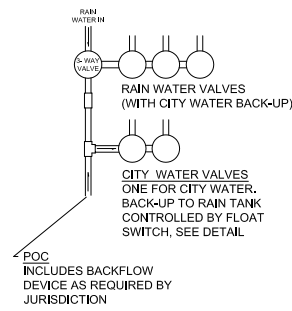 RAIN
WATER IN
3- WAY
VALVE
RAIN WATER VALVES
(WITH CITY WATER BACK-UP)
CITY WATER VALVES
ONE FOR CITY WATER.
BACK-UP TO RAIN TANK
CONTROLLED BY FLOAT
SWITCH, SEE DETAIL
POC
INCLUDES BACKFLOW
DEVICE AS REQUIRED BY
JURISDICTION